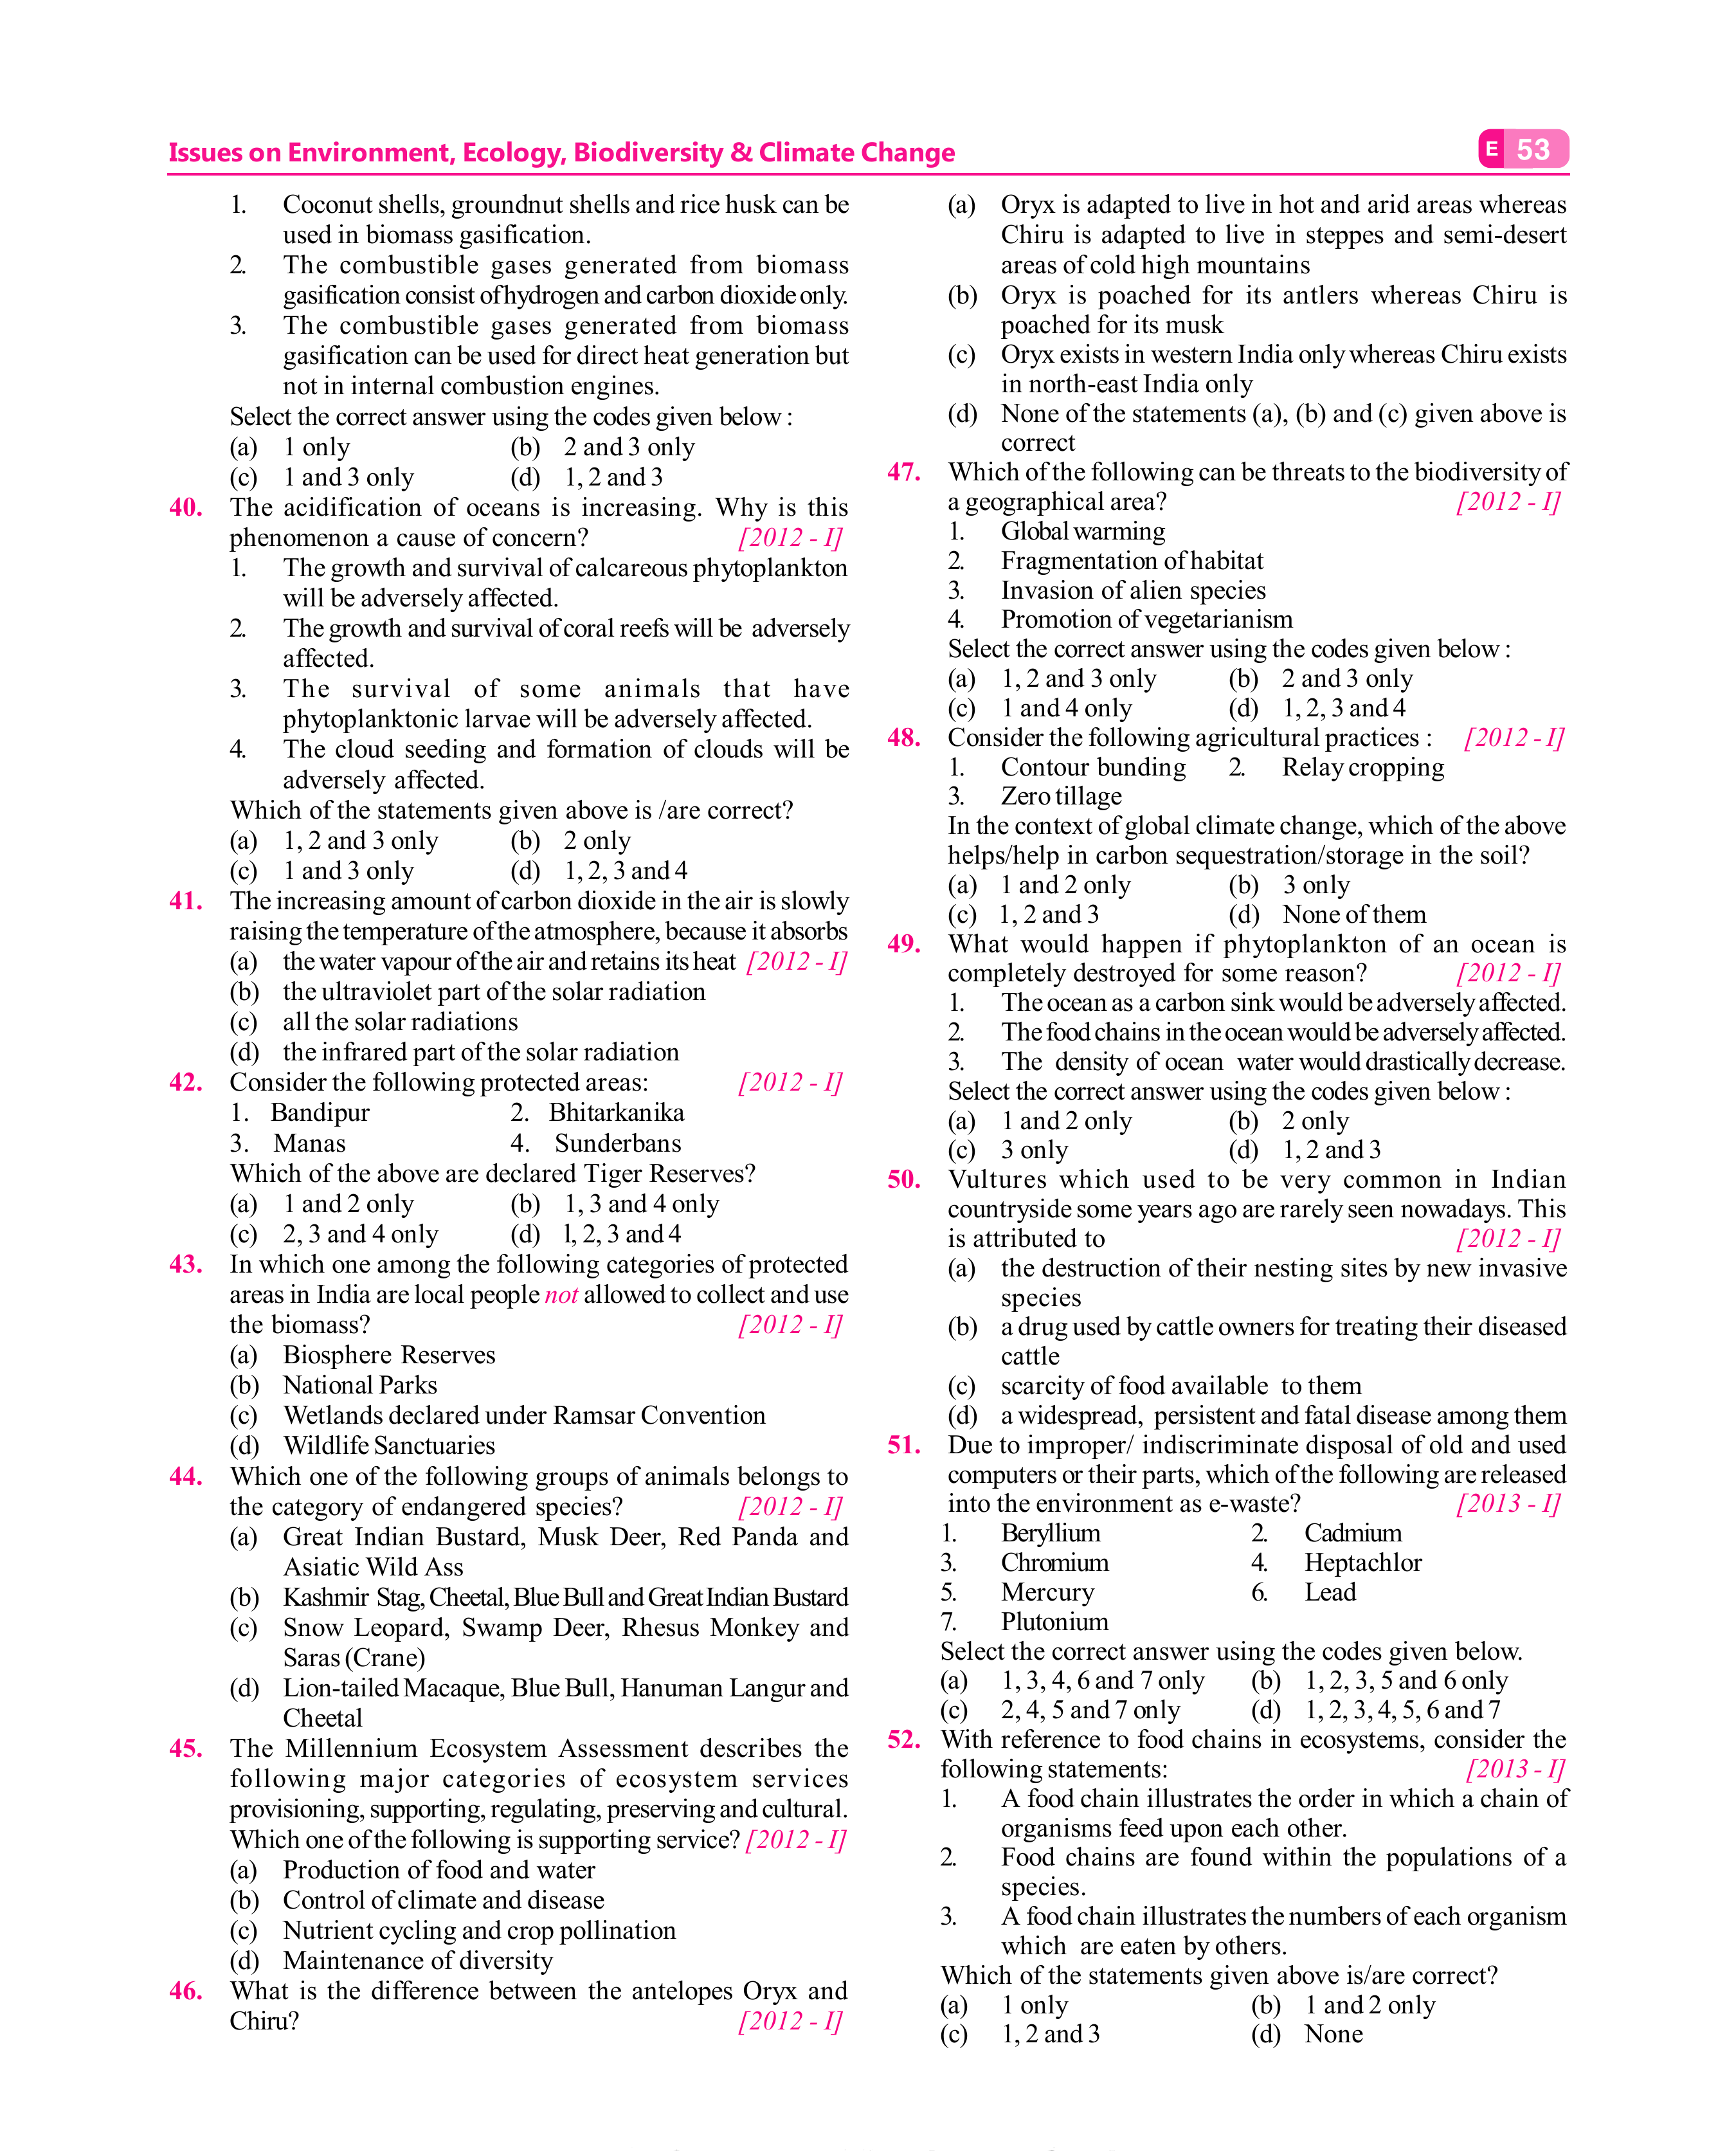 Issues on Environment, Ecology, Biodiversity & Climate Change
E 53
1. Coconut shells, groundnut shells and rice husk can be
used in biomass gasification.
2. The combustible gases generated from biomass
gasification consist of hydrogen and carbon dioxide only.
3. The combustible gases generated from biomass
gasification can be used for direct heat generation but
not in internal combustion engines.
Select the correct answer using the codes given below :
(a) 1 only (b) 2 and 3 only
(c) 1 and 3 only (d) 1, 2 and 3
40. The acidification of oceans is increasing. Why is this
phenomenon a cause of concern? [2012 - I]
1. The growth and survival of calcareous phytoplankton
will be adversely affected.
2. The growth and survival of coral reefs will be adversely
affected.
3. The survival of some animals that have
phytoplanktonic larvae will be adversely affected.
4. The cloud seeding and formation of clouds will be
adversely affected.
Which of the statements given above is /are correct?
(a) 1, 2 and 3 only (b) 2 only
(c) 1 and 3 only (d) 1, 2, 3 and 4
41. The increasing amount of carbon dioxide in the air is slowly
raising the temperature of the atmosphere, because it absorbs
(a) the water vapour of the air and retains its heat [2012 - I]
(b) the ultraviolet part of the solar radiation
(c) all the solar radiations
(d) the infrared part of the solar radiation
42. Consider the following protected areas: [2012 - I]
1. Bandipur 2. Bhitarkanika
3. Manas 4. Sunderbans
Which of the above are declared Tiger Reserves?
(a) 1 and 2 only (b) 1, 3 and 4 only
(c) 2, 3 and 4 only (d) l, 2, 3 and 4
43. In which one among the following categories of protected
areas in India are local people not allowed to collect and use
the biomass? [2012 - I]
(a) Biosphere Reserves
(b) National Parks
(c) Wetlands declared under Ramsar Convention
(d) Wildlife Sanctuaries
44. Which one of the following groups of animals belongs to
the category of endangered species? [2012 - I]
(a) Great Indian Bustard, Musk Deer, Red Panda and
Asiatic Wild Ass
(b) Kashmir Stag, Cheetal, Blue Bull and Great Indian Bustard
(c) Snow Leopard, Swamp Deer, Rhesus Monkey and
Saras (Crane)
(d) Lion-tailed Macaque, Blue Bull, Hanuman Langur and
Cheetal
45. The Millennium Ecosystem Assessment describes the
following major categories of ecosystem services
provisioning, supporting, regulating, preserving and cultural.
Which one of the following is supporting service? [2012 - I]
(a) Production of food and water
(b) Control of climate and disease
(c) Nutrient cycling and crop pollination
(d) Maintenance of diversity
46. What is the difference between the antelopes Oryx and
Chiru? [2012 - I]
(a) Oryx is adapted to live in hot and arid areas whereas
Chiru is adapted to live in steppes and semi-desert
areas of cold high mountains
(b) Oryx is poached for its antlers whereas Chiru is
poached for its musk
(c) Oryx exists in western India only whereas Chiru exists
in north-east India only
(d) None of the statements (a), (b) and (c) given above is
correct
47. Which of the following can be threats to the biodiversity of
a geographical area? [2012 - I]
1. Global warming
2. Fragmentation of habitat
3. Invasion of alien species
4. Promotion of vegetarianism
Select the correct answer using the codes given below :
(a) 1, 2 and 3 only (b) 2 and 3 only
(c) 1 and 4 only (d) 1, 2, 3 and 4
48. Consider the following agricultural practices : [2012 - I]
1. Contour bunding 2. Relay cropping
3. Zero tillage
In the context of global climate change, which of the above
helps/help in carbon sequestration/storage in the soil?
(a) 1 and 2 only (b) 3 only
(c) 1, 2 and 3 (d) None of them
49. What would happen if phytoplankton of an ocean is
completely destroyed for some reason? [2012 - I]
1. The ocean as a carbon sink would be adversely affected.
2. The food chains in the ocean would be adversely affected.
3. The density of ocean water would drastically decrease.
Select the correct answer using the codes given below :
(a) 1 and 2 only (b) 2 only
(c) 3 only (d) 1, 2 and 3
50. Vultures which used to be very common in Indian
countryside some years ago are rarely seen nowadays. This
is attributed to [2012 - I]
(a) the destruction of their nesting sites by new invasive
species
(b) a drug used by cattle owners for treating their diseased
cattle
(c) scarcity of food available to them
(d) a widespread, persistent and fatal disease among them
51. Due to improper/ indiscriminate disposal of old and used
computers or their parts, which of the following are released
into the environment as e-waste? [2013 - I]
1. Beryllium 2. Cadmium
3. Chromium 4. Heptachlor
5. Mercury 6. Lead
7. Plutonium
Select the correct answer using the codes given below.
(a) 1, 3, 4, 6 and 7 only (b) 1, 2, 3, 5 and 6 only
(c) 2, 4, 5 and 7 only (d) 1, 2, 3, 4, 5, 6 and 7
52. With reference to food chains in ecosystems, consider the
following statements: [2013 - I]
1. A food chain illustrates the order in which a chain of
organisms feed upon each other.
2. Food chains are found within the populations of a
species.
3. A food chain illustrates the numbers of each organism
which are eaten by others.
Which of the statements given above is/are correct?
(a) 1 only (b) 1 and 2 only
(c) 1, 2 and 3 (d) None